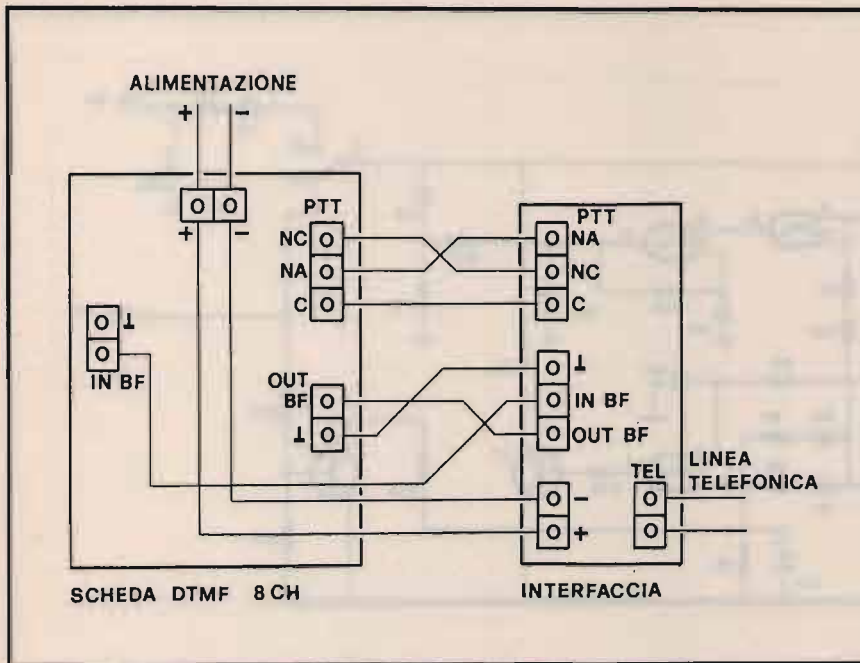 ALIMENTAZIONE
+ -
+ -
PTT
NC
NA
C
⊥
IN BF
OUT
BF
⊥
SCHEDA DTMF 8 CH
PTT
NA
NC
C
⊥
IN BF
OUT BF
-
+
TEL
LINEA
TELEFONICA
INTERFACCIA